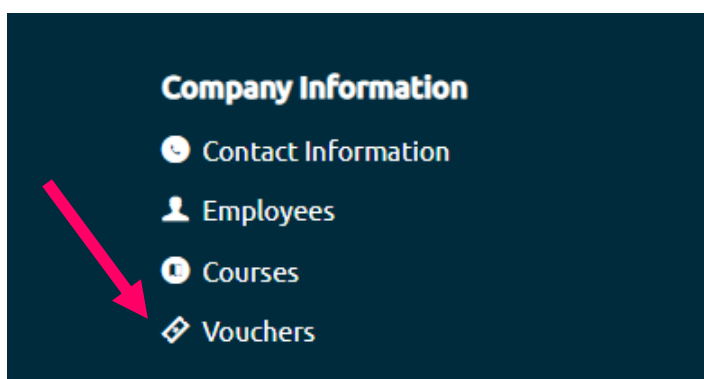 Company Information
Contact Information
Employees
Courses
Vouchers